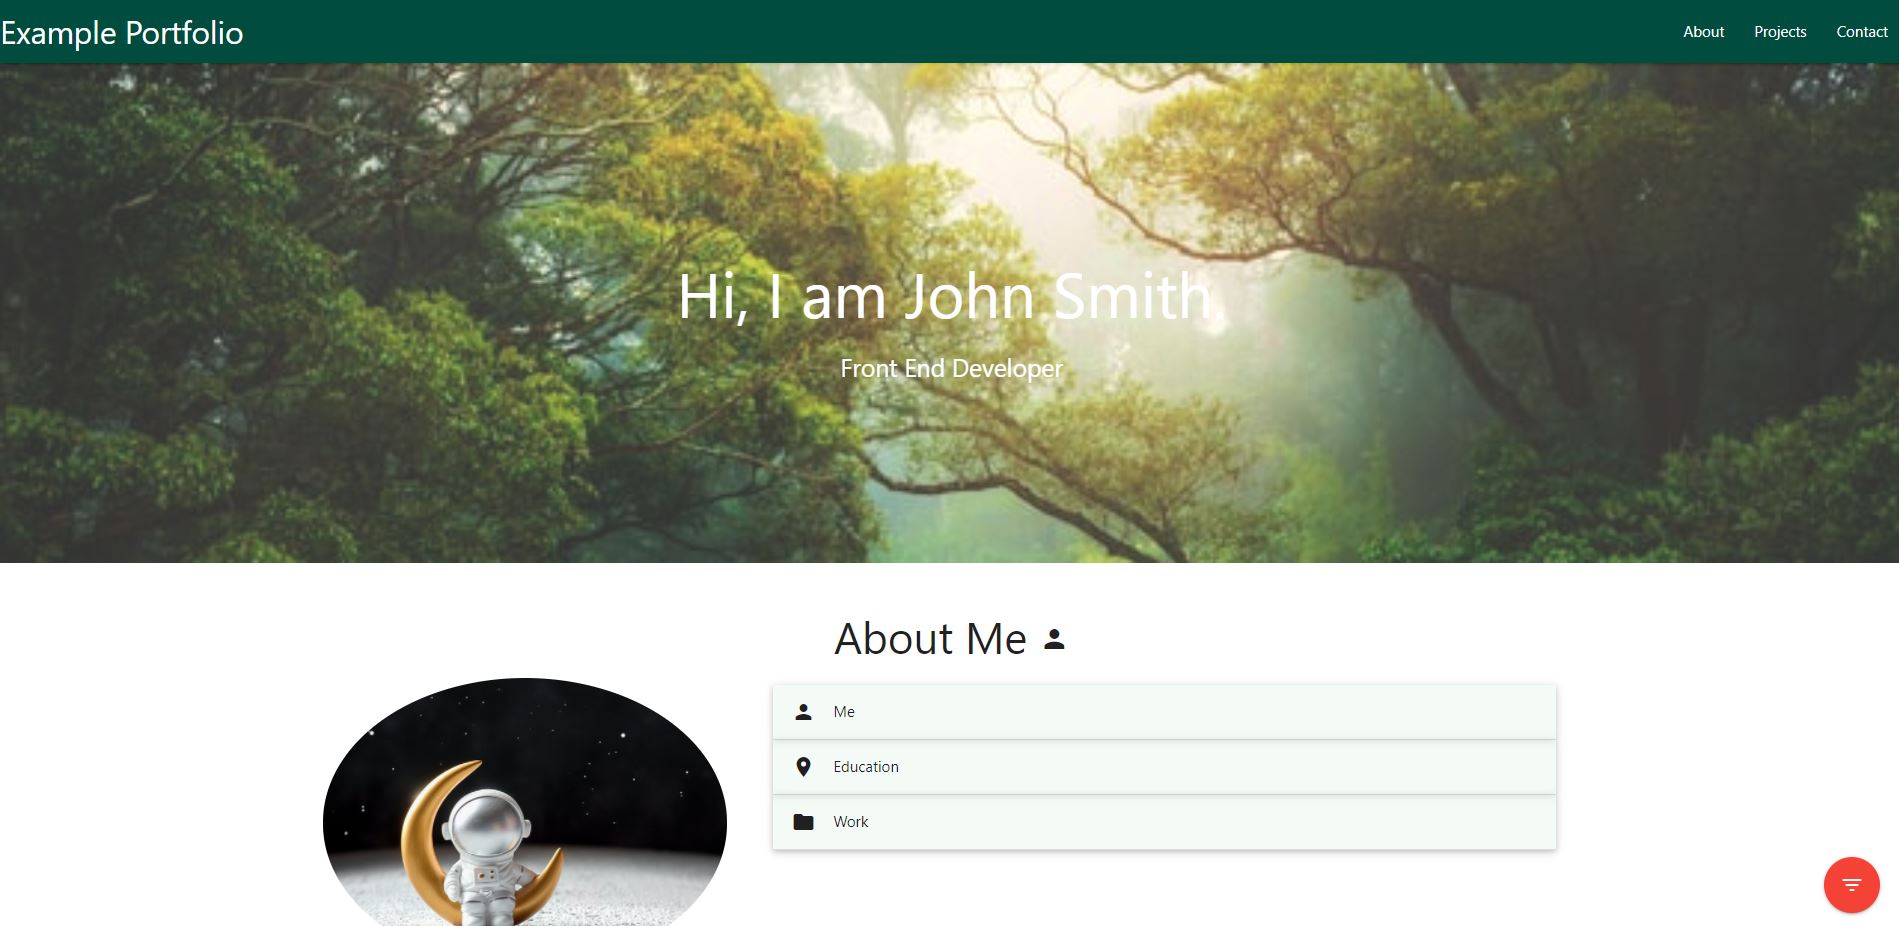 Example Portfolio
About Projects Contact
Hi, I am John Smith.
Front End Developer
About Me
Me
Education
Work